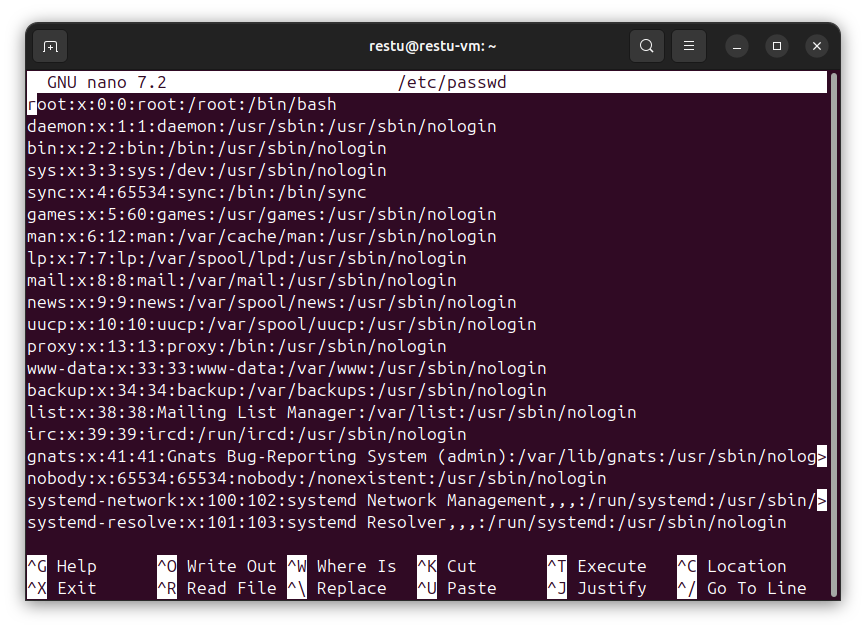 restu@restu-vm: ~
GNU nano 7.2 /etc/passwd
root:x:0:0:root:/root:/bin/bash
daemon:x:1:1:daemon:/usr/sbin:/usr/sbin/nologin
bin:x:2:2:bin:/bin:/usr/sbin/nologin
sys:x:3:3:sys:/dev:/usr/sbin/nologin
sync:x:4:65534:sync:/bin:/bin/sync
games:x:5:60:games:/usr/games:/usr/sbin/nologin
man:x:6:12:man:/var/cache/man:/usr/sbin/nologin
lp:x:7:7:lp:/var/spool/lpd:/usr/sbin/nologin
mail:x:8:8:mail:/var/mail:/usr/sbin/nologin
news:x:9:9:news:/var/spool/news:/usr/sbin/nologin
uucp:x:10:10:uucp:/var/spool/uucp:/usr/sbin/nologin
proxy:x:13:13:proxy:/bin:/usr/sbin/nologin
www-data:x:33:33:www-data:/var/www:/usr/sbin/nologin
backup:x:34:34:backup:/var/backups:/usr/sbin/nologin
list:x:38:38:Mailing List Manager:/var/list:/usr/sbin/nologin
irc:x:39:39:ircd:/run/ircd:/usr/sbin/nologin
gnats:x:41:41:Gnats Bug-Reporting System (admin):/var/lib/gnats:/usr/sbin/nolog>
nobody:x:65534:65534:nobody:/nonexistent:/usr/sbin/nologin
systemd-network:x:100:102:systemd Network Management,,,:/run/systemd:/usr/sbin/>
systemd-resolve:x:101:103:systemd Resolver,,,:/run/systemd:/usr/sbin/nologin
^G Help ^O Write Out ^W Where Is ^K Cut ^T Execute ^C Location
^X Exit ^R Read File ^\ Replace ^U Paste ^J Justify ^/ Go To Line